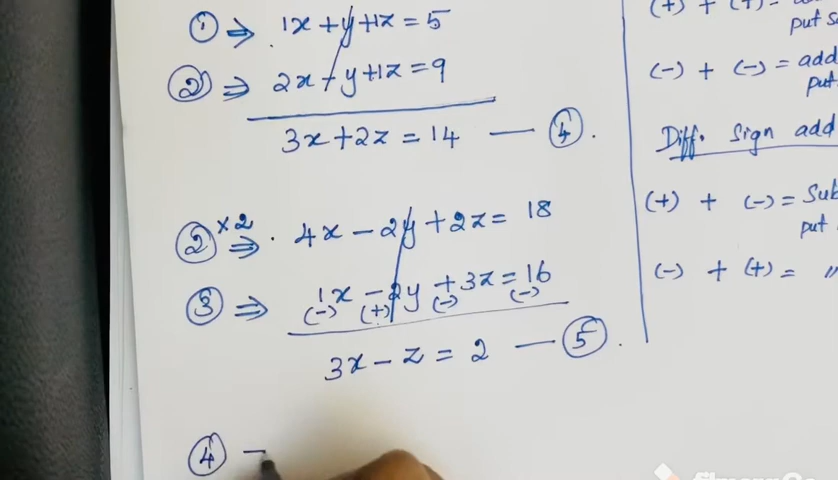 ① ⇒ 1x + y + 1z = 5
② ⇒ 2x - y + 1z = 9
3x + 2z = 14 — ④.
② ×2 ⇒ 4x - 2y + 2z = 18
③ ⇒ 1x - 2y + 3z = 16
(-) (+) (-) (-)
3x - z = 2 — ⑤.
④ -
(+) + (+) =
put
(-) + (-) = add
put
Diff. Sign add
(+) + (-) = Sub
put
(-) + (+) = "